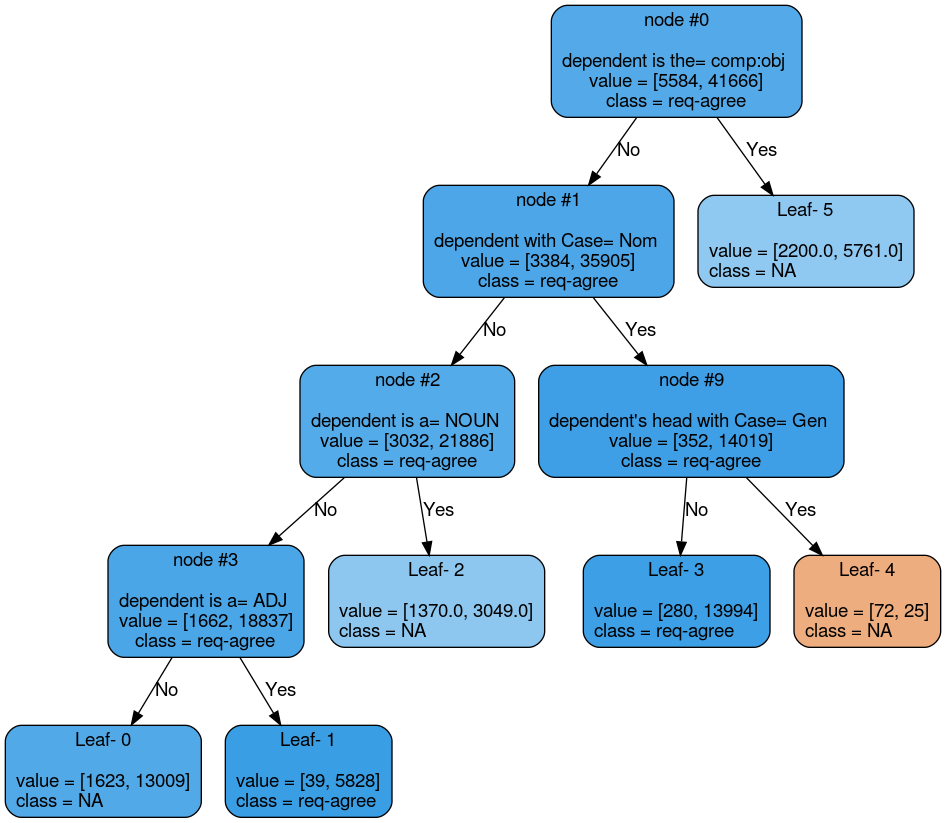 node #0
dependent is the= comp:obj
value = [5584, 41666]
class = req-agree
No
Yes
node #1
dependent with Case= Nom
value = [3384, 35905]
class = req-agree
Leaf- 5
value = [2200.0, 5761.0]
class = NA
No
Yes
node #2
dependent is a= NOUN
value = [3032, 21886]
class = req-agree
node #9
dependent's head with Case= Gen
value = [352, 14019]
class = req-agree
No
Yes
No
Yes
node #3
dependent is a= ADJ
value = [1662, 18837]
class = req-agree
Leaf- 2
value = [1370.0, 3049.0]
class = NA
Leaf- 3
value = [280, 13994]
class = req-agree
Leaf- 4
value = [72, 25]
class = NA
No
Yes
Leaf- 0
value = [1623, 13009]
class = NA
Leaf- 1
value = [39, 5828]
class = req-agree